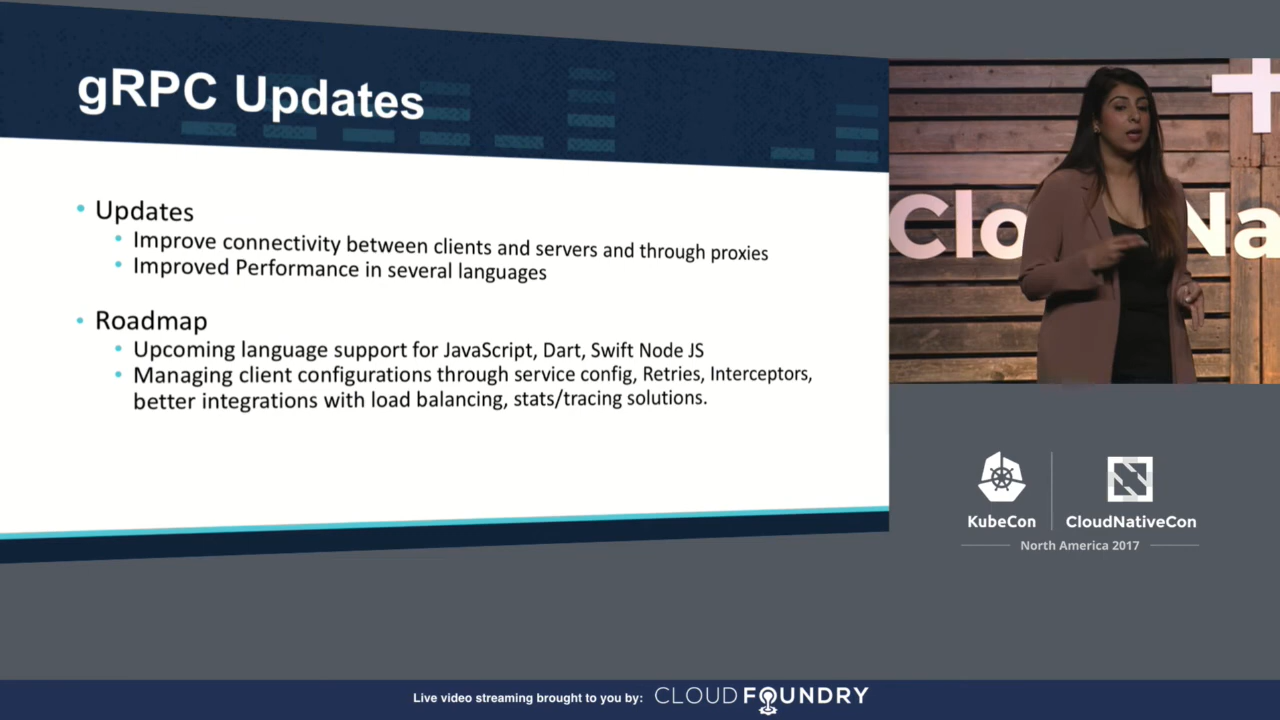 gRPC Updates
Updates
Improve connectivity between clients and servers and through proxies
Improved Performance in several languages
Roadmap
Upcoming language support for JavaScript, Dart, Swift Node JS
Managing client configurations through service config, Retries, Interceptors,
better integrations with load balancing, stats/tracing solutions.
+
Clo Na
KubeCon
CloudNativeCon
North America 2017
Live video streaming brought to you by: CLOUD FOUNDRY